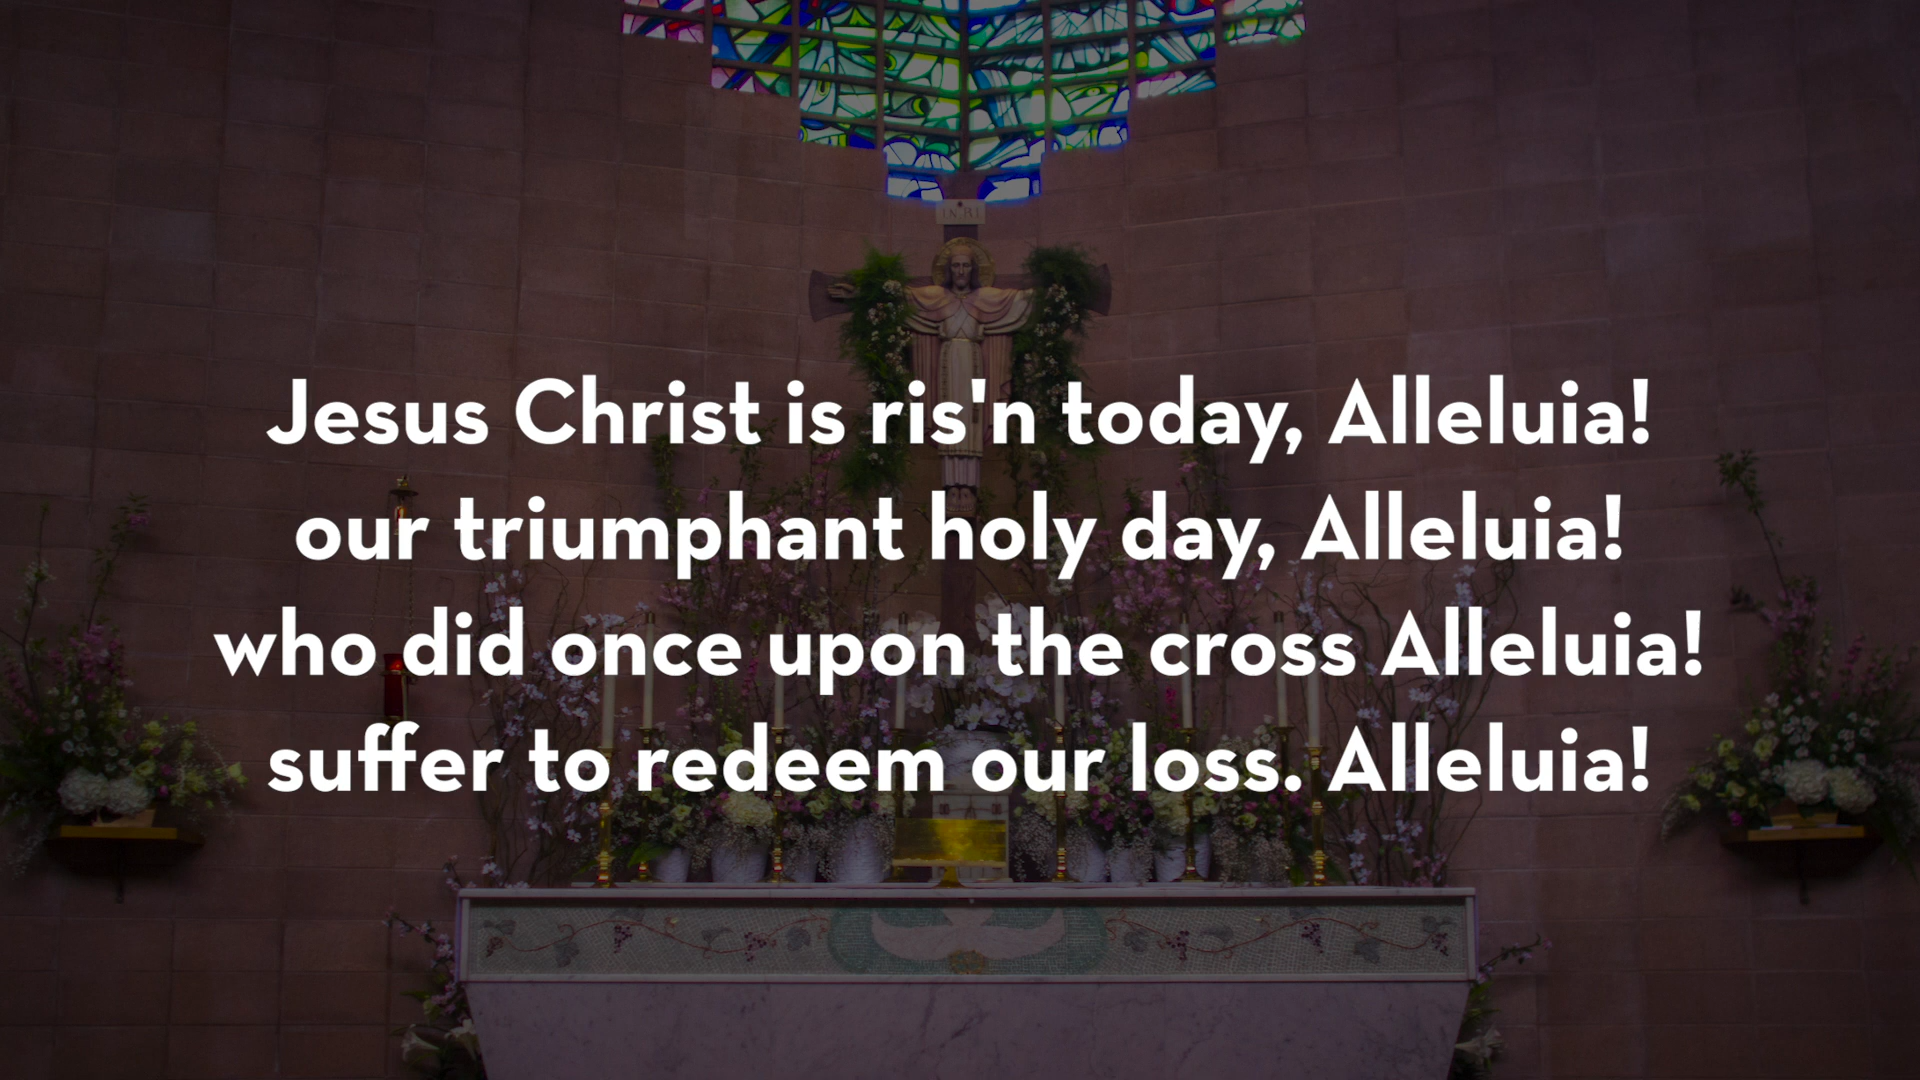 INRI
Jesus Christ is ris'n today, Alleluia!
our triumphant holy day, Alleluia!
who did once upon the cross Alleluia!
suffer to redeem our loss. Alleluia!